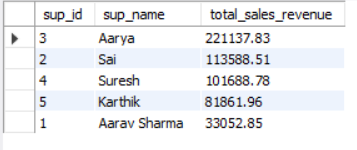 sup_id sup_name total_sales_revenue
3 Aarya 221137.83
2 Sai 113588.51
4 Suresh 101688.78
5 Karthik 81861.96
1 Aarav Sharma 33052.85